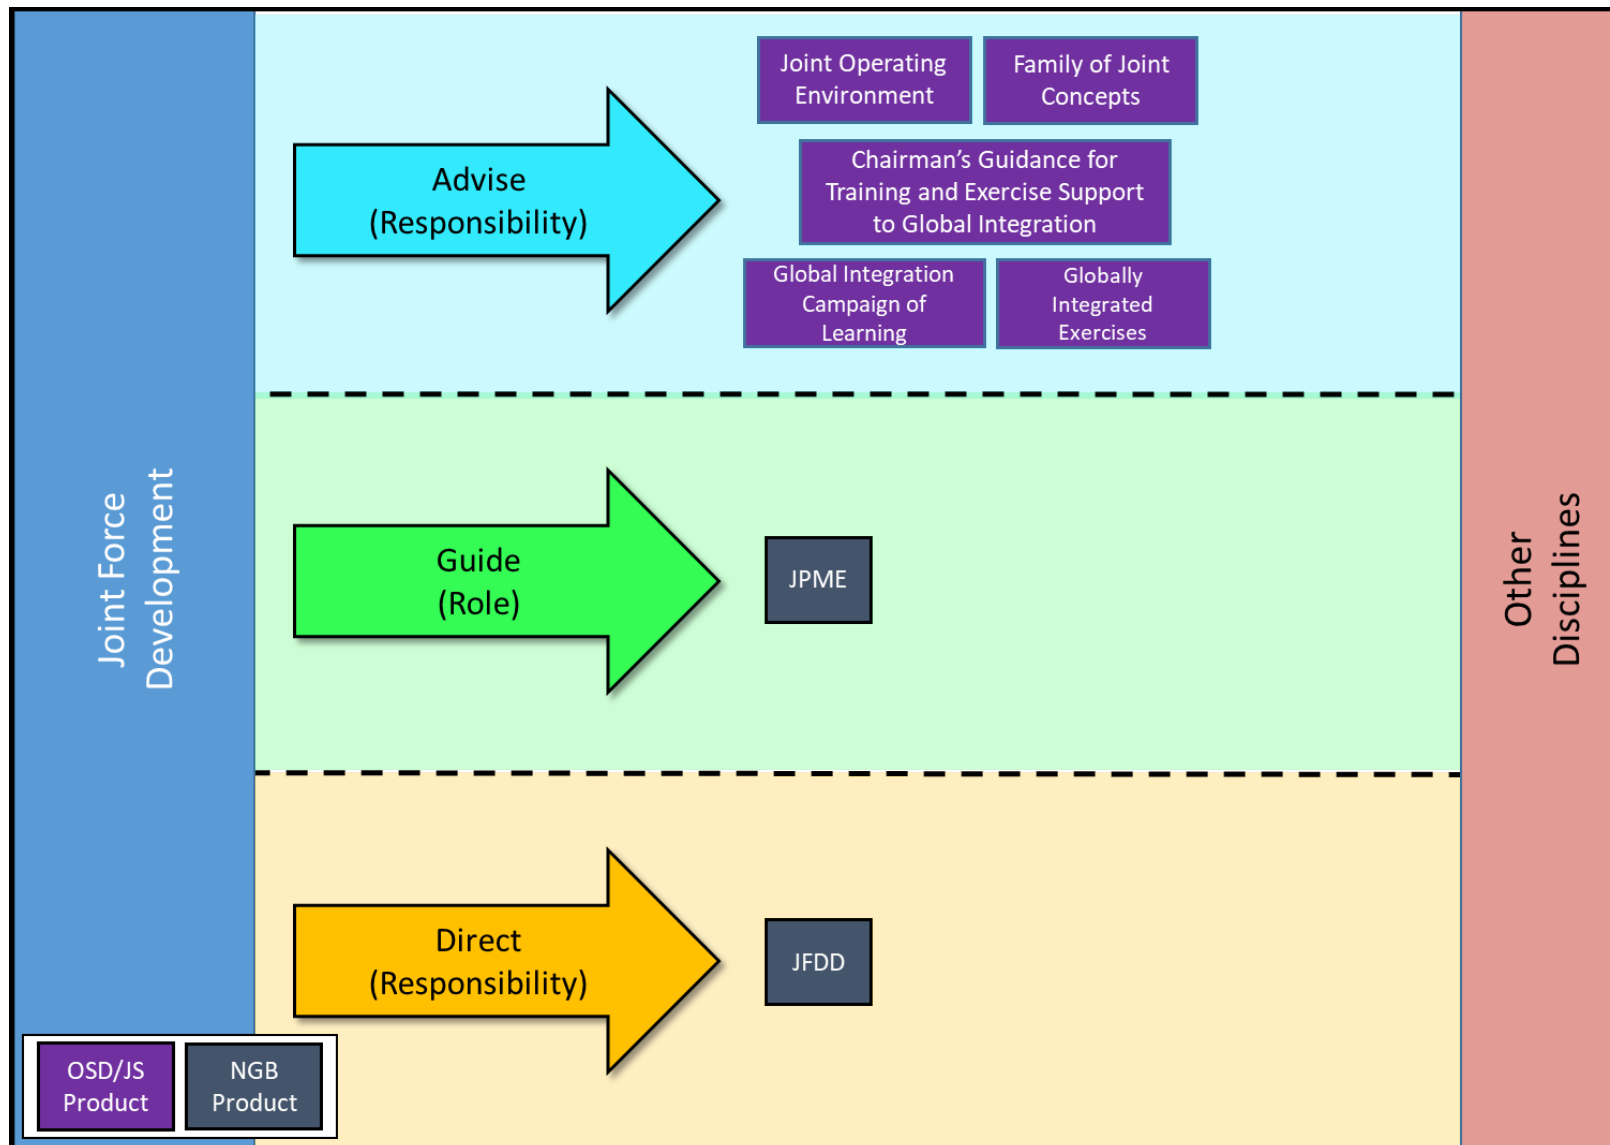 Joint Force
Development
Advise
(Responsibility)
Joint Operating
Environment
Family of Joint
Concepts
Chairman’s Guidance for
Training and Exercise Support
to Global Integration
Global Integration
Campaign of
Learning
Globally
Integrated
Exercises
Guide
(Role)
JPME
Direct
(Responsibility)
JFDD
Other
Disciplines
OSD/JS
Product
NGB
Product